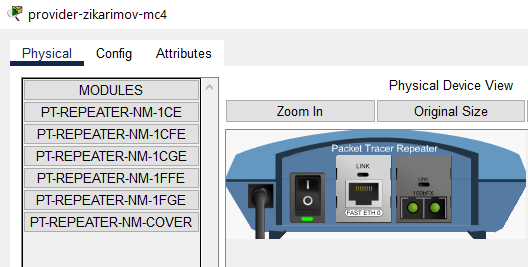 provider-zikarimov-mc4
Physical Config Attributes
MODULES
PT-REPEATER-NM-1CE
PT-REPEATER-NM-1CFE
PT-REPEATER-NM-1CGE
PT-REPEATER-NM-1FFE
PT-REPEATER-NM-1FGE
PT-REPEATER-NM-COVER
Physical Device View
Zoom In Original Size
Packet Tracer Repeater
LINK LINK
100FX
FAST ETH 0